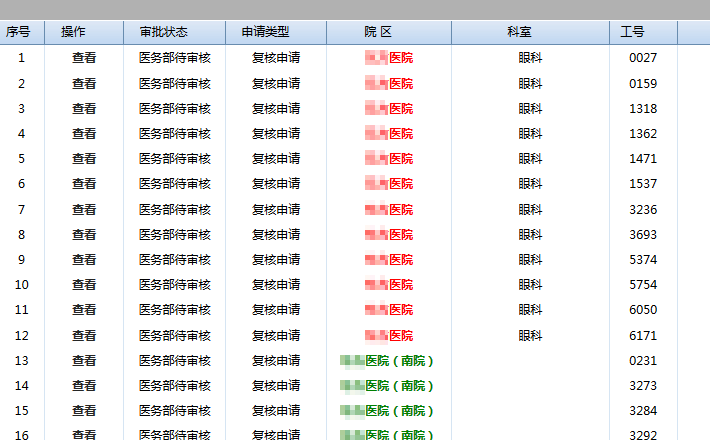 序号 操作 审批状态 申请类型 院 区 科室 工号
1 查看 医务部待审核 复核申请 医院 眼科 0027
2 查看 医务部待审核 复核申请 医院 眼科 0159
3 查看 医务部待审核 复核申请 医院 眼科 1318
4 查看 医务部待审核 复核申请 医院 眼科 1362
5 查看 医务部待审核 复核申请 医院 眼科 1471
6 查看 医务部待审核 复核申请 医院 眼科 1537
7 查看 医务部待审核 复核申请 医院 眼科 3236
8 查看 医务部待审核 复核申请 医院 眼科 3693
9 查看 医务部待审核 复核申请 医院 眼科 5374
10 查看 医务部待审核 复核申请 医院 眼科 5754
11 查看 医务部待审核 复核申请 医院 眼科 6050
12 查看 医务部待审核 复核申请 医院 眼科 6171
13 查看 医务部待审核 复核申请 医院（南院） 0231
14 查看 医务部待审核 复核申请 医院（南院） 3273
15 查看 医务部待审核 复核申请 医院（南院） 3284
16 查看 医务部待审核 复核申请 医院（南院） 3292